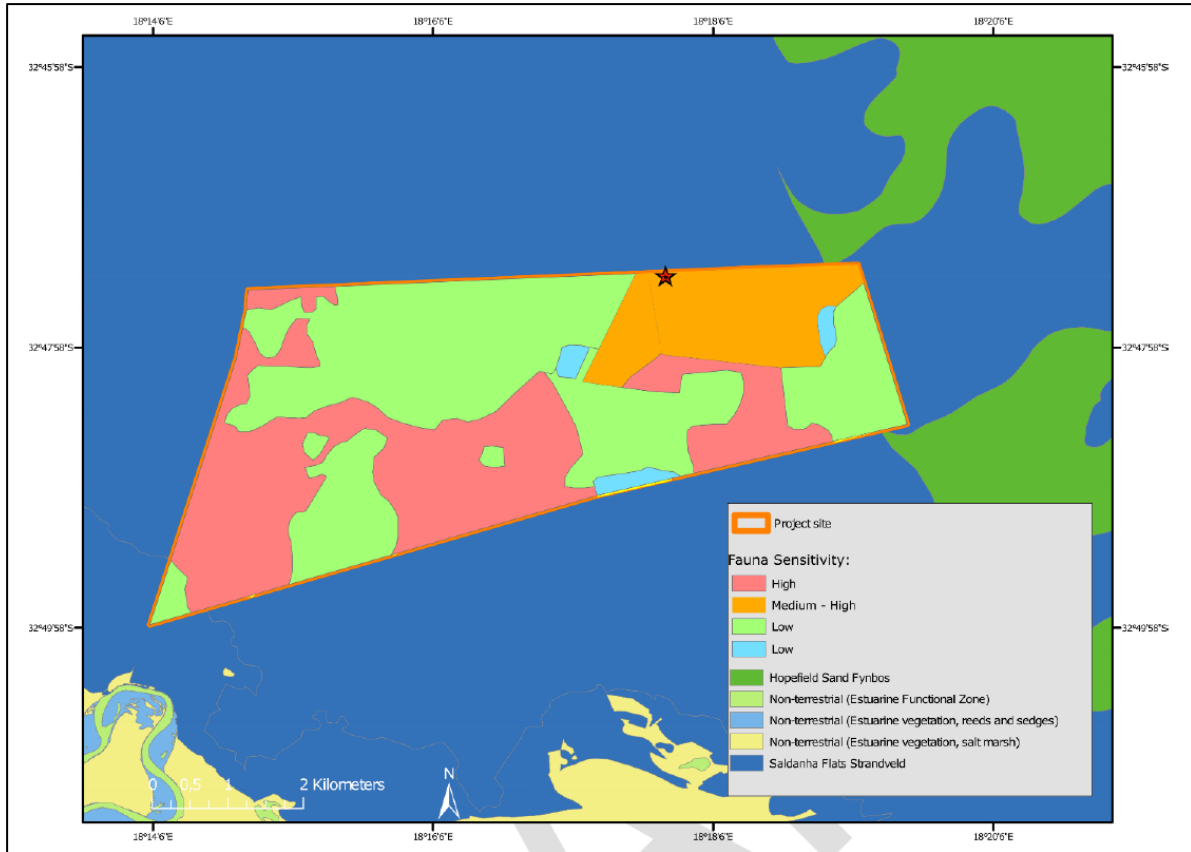 18°14'6"E 18°16'6"E 18°18'6"E 18°20'6"E
32°45'58"S 32°45'58"S
32°47'58"S 32°47'58"S
32°49'58"S 32°49'58"S
Project site
Fauna Sensitivity:
High
Medium - High
Low
Low
Hopefield Sand Fynbos
Non-terrestrial (Estuarine Functional Zone)
Non-terrestrial (Estuarine vegetation, reeds and sedges)
Non-terrestrial (Estuarine vegetation, salt marsh)
Saldanha Flats Strandveld
N
0 0,5 1 2 Kilometers
18°14'6"E 18°16'6"E 18°18'6"E 18°20'6"E